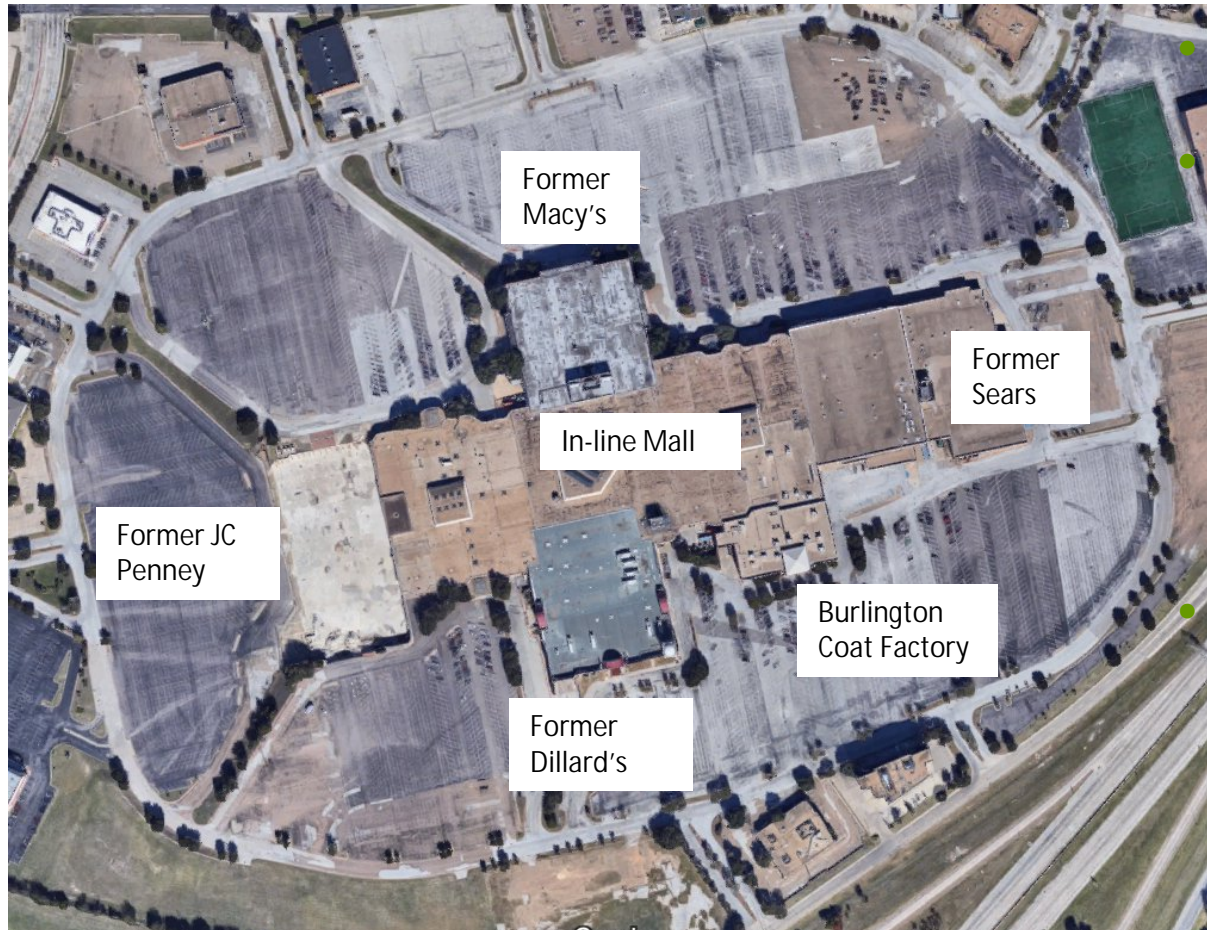 Former
Macy's
Former
Sears
In-line Mall
Former JC
Penney
Burlington
Coat Factory
Former
Dillard's